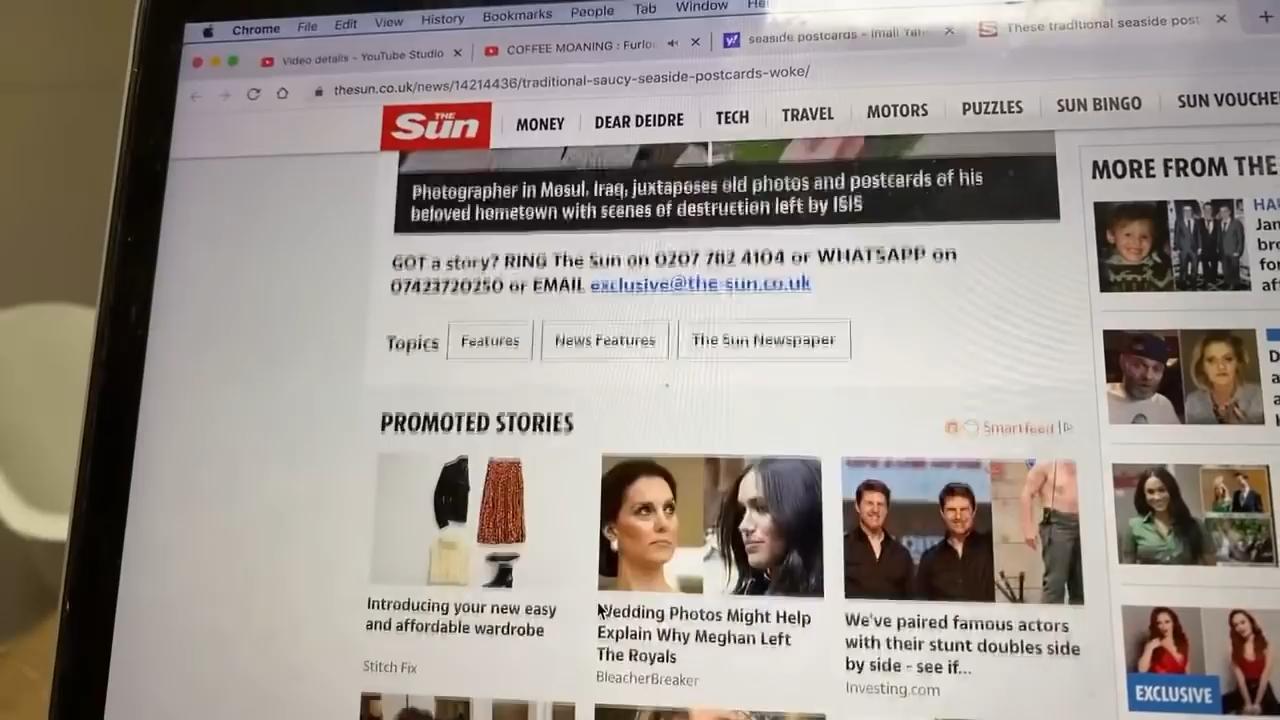 Chrome File Edit View History Bookmarks People Tab Window
Video details - YouTube Studio
COFFEE MOANING : Furlo
seaside postcards -
These traditional seaside post
thesun.co.uk/news/14214436/traditional-saucy-seaside-postcards-woke/
THE Sun
MONEY DEAR DEIDRE TECH TRAVEL MOTORS PUZZLES SUN BINGO SUN VOUCHE
Photographer in Mosul, Iraq, juxtaposes old photos and postcards of his
beloved hometown with scenes of destruction left by ISIS
MORE FROM THE
HA
Jan
bro
for
af
GOT a story? RING The Sun on 0207 782 4104 or WHATSAPP on
07423720250 or EMAIL exclusive@the-sun.co.uk
Topics Features News Features The Sun Newspaper
D
a
a
PROMOTED STORIES
Smartfeed
Introducing your new easy
and affordable wardrobe
Stitch Fix
Wedding Photos Might Help
Explain Why Meghan Left
The Royals
BleacherBreaker
We've paired famous actors
with their stunt doubles side
by side - see if...
Investing.com
EXCLUSIVE